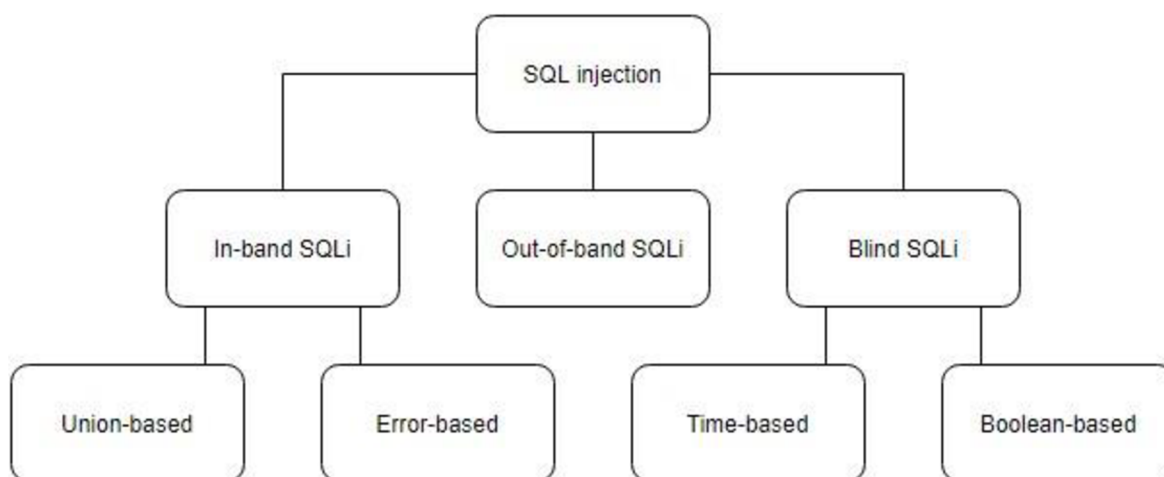 SQL injection
In-band SQLi
Out-of-band SQLi
Blind SQLi
Union-based
Error-based
Time-based
Boolean-based